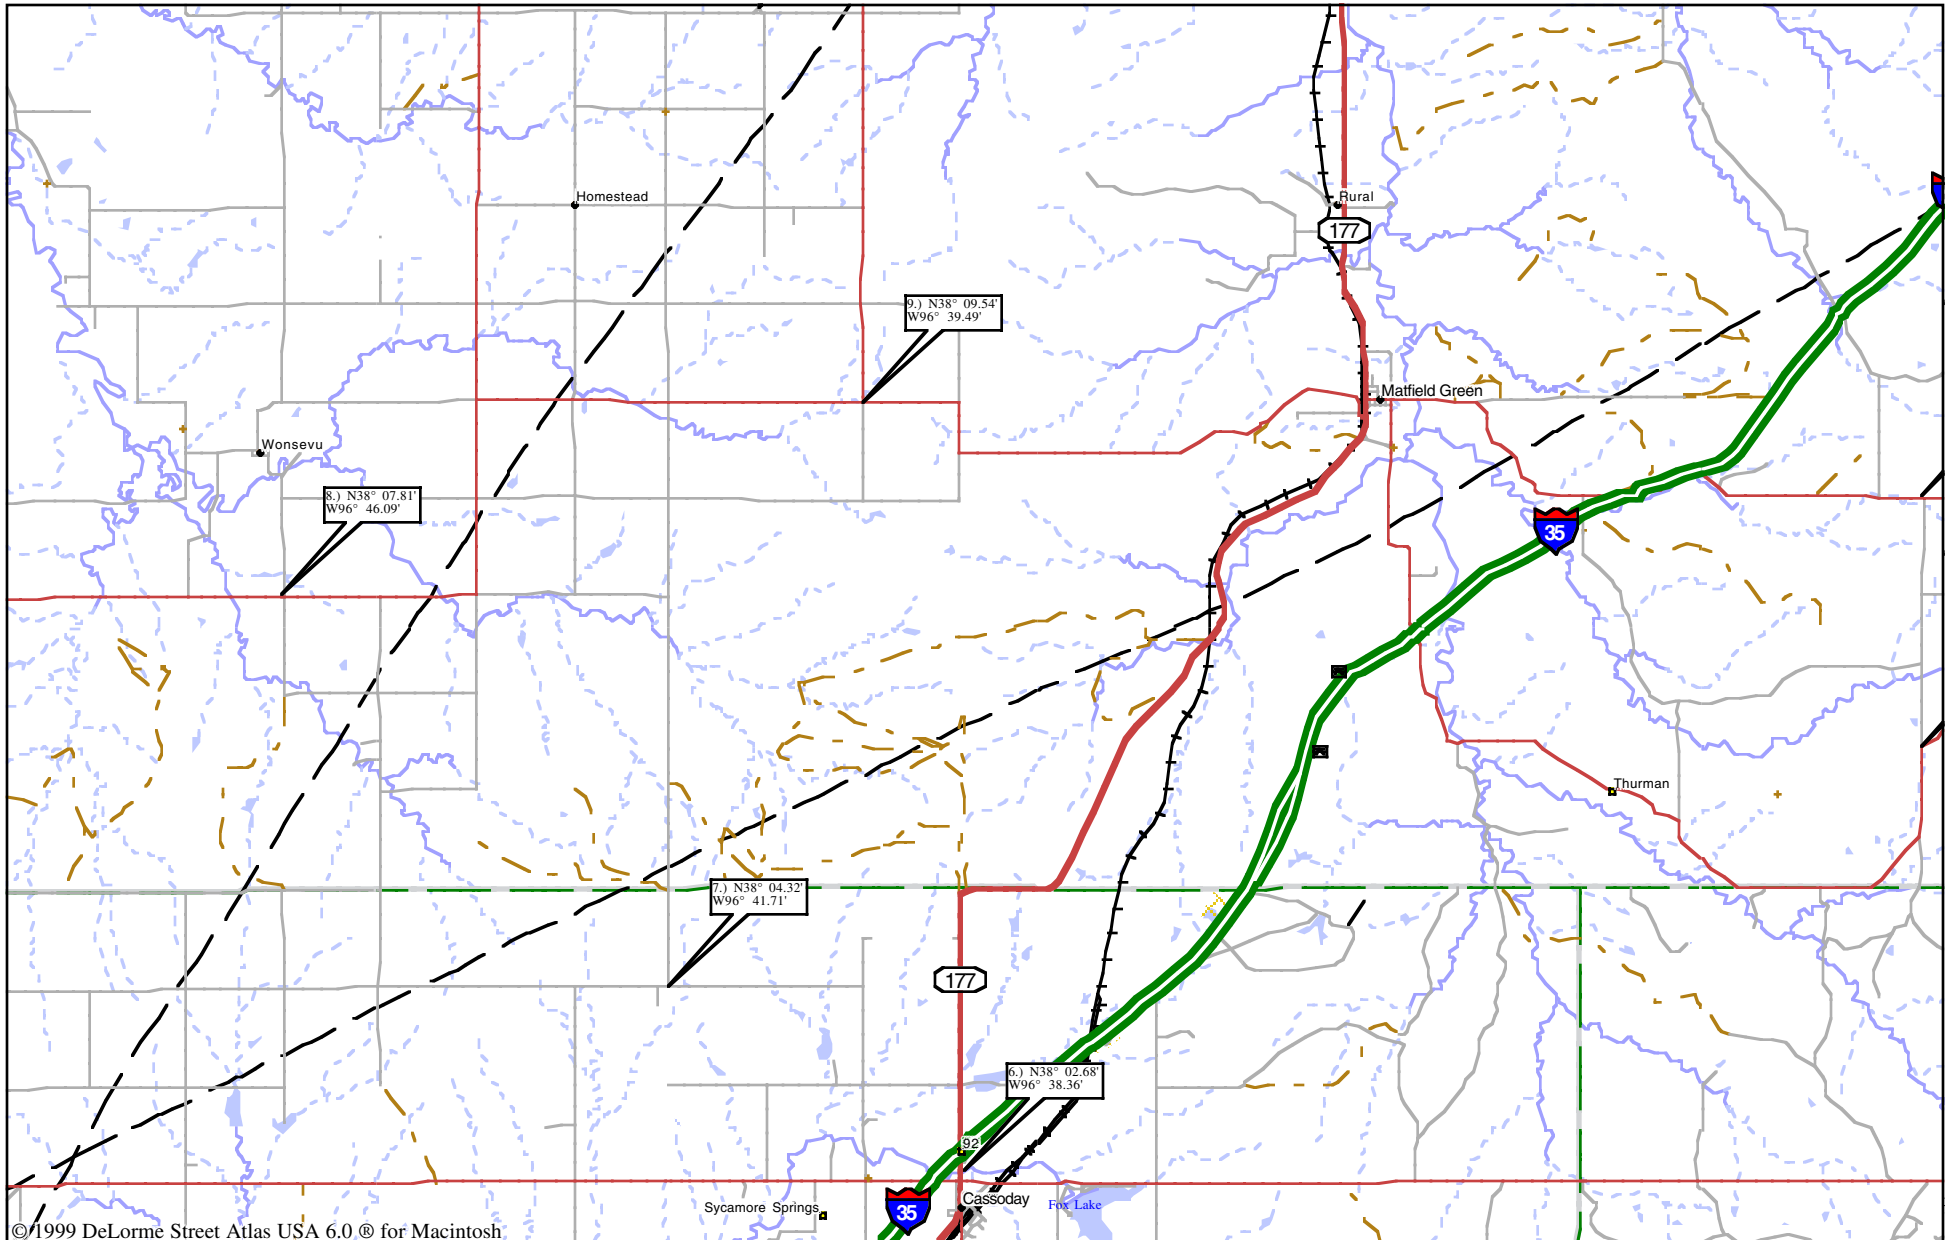 Homestead
Rural
177
9.) N38° 09.54'
W96° 39.49'
Matfield Green
Wonsevu
8.) N38° 07.81'
W96° 46.09'
35
Thurman
7.) N38° 04.32'
W96° 41.71'
177
6.) N38° 02.68'
W96° 38.36'
92
Cassoday
Sycamore Springs
Fox Lake
35
©1999 DeLorme Street Atlas USA 6.0 ® for Macintosh